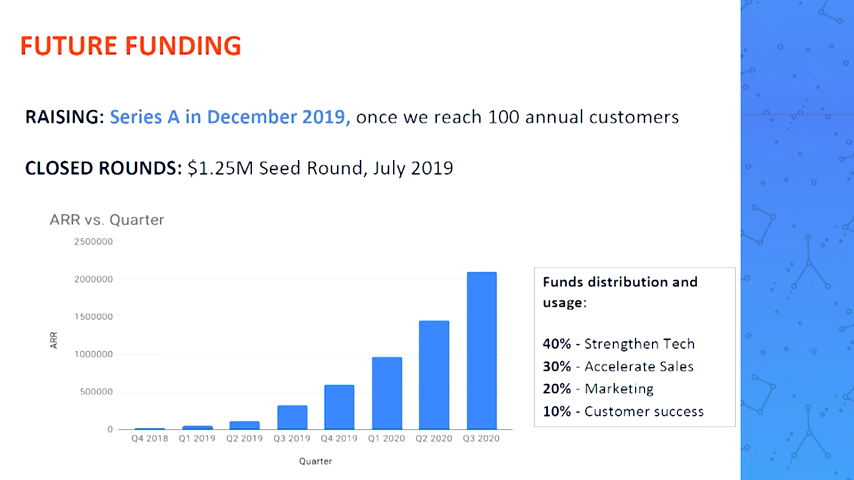 FUTURE FUNDING
RAISING: Series A in December 2019, once we reach 100 annual customers
CLOSED ROUNDS: $1.25M Seed Round, July 2019
ARR vs. Quarter
2500000
2000000
1500000
1000000
500000
0
ARR
Q4 2018 Q1 2019 Q2 2019 Q3 2019 Q4 2019 Q1 2020 Q2 2020 Q3 2020
Quarter
Funds distribution and
usage:
40% - Strengthen Tech
30% - Accelerate Sales
20% - Marketing
10% - Customer success